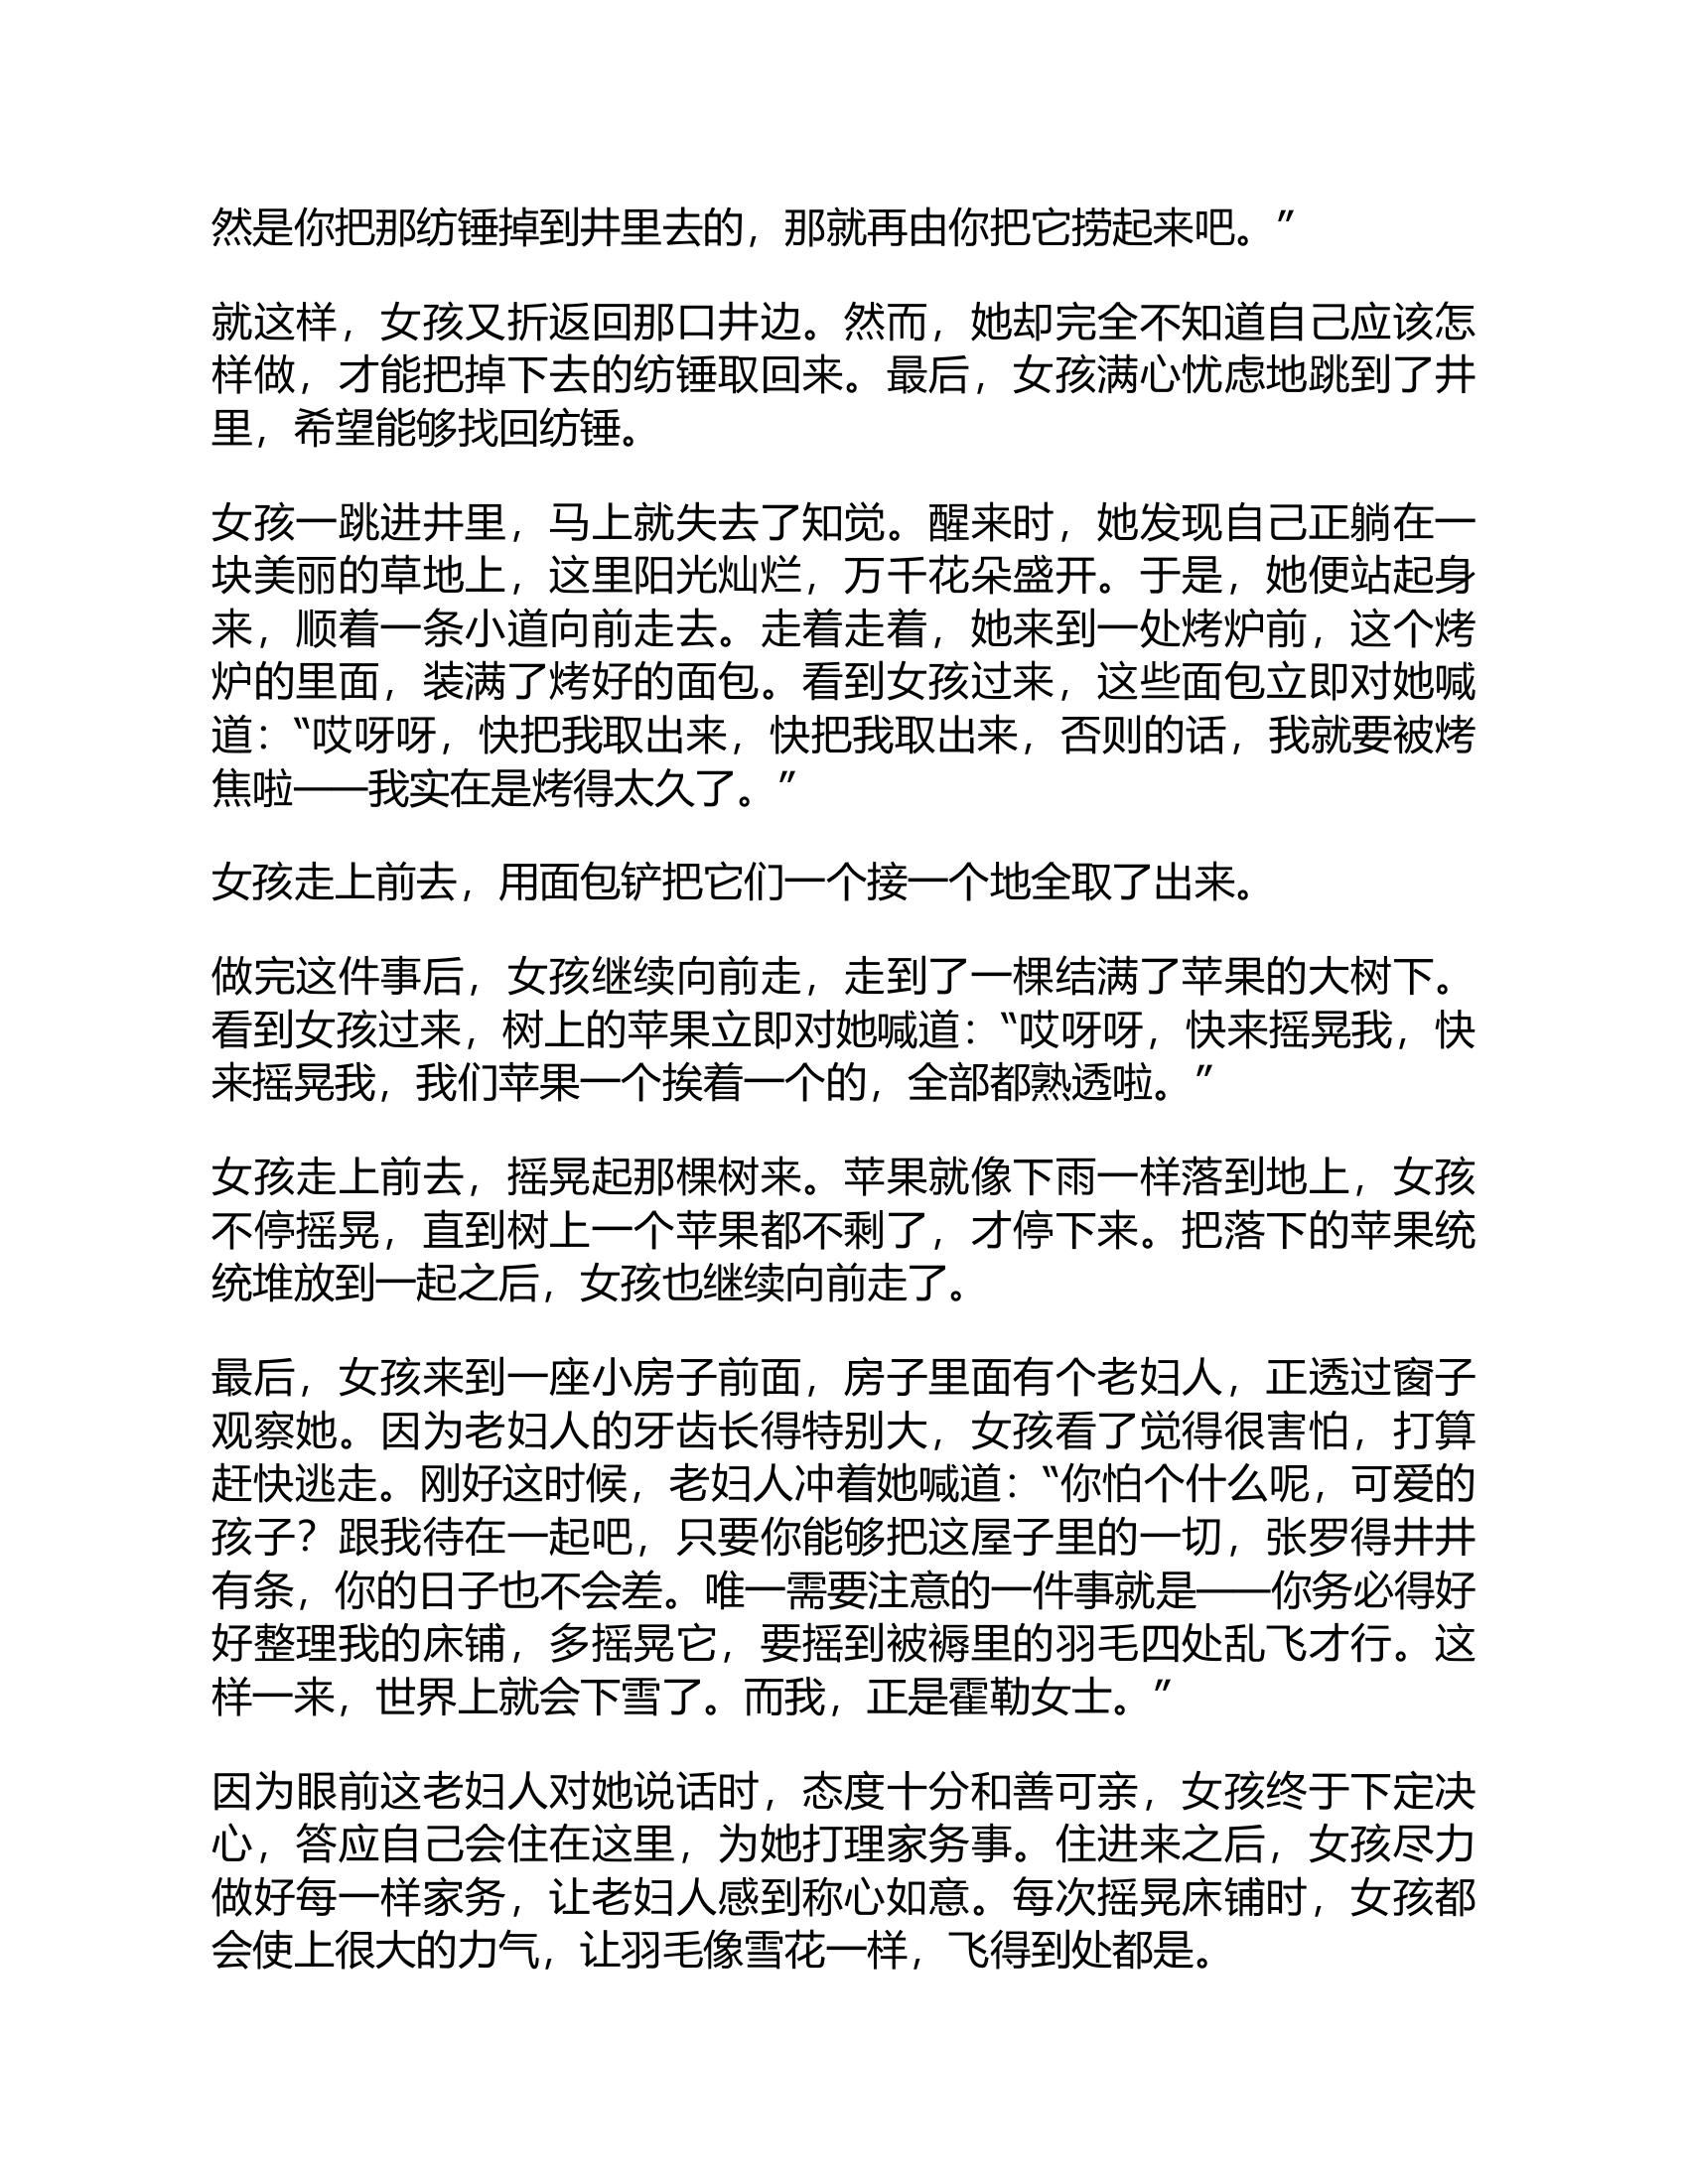 然是你把那纺锤掉到井里去的，那就再由你把它捞起来吧。”
就这样，女孩又折返回那口井边。然而，她却完全不知道自己应该怎
样做，才能把掉下去的纺锤取回来。最后，女孩满心忧虑地跳到了井
里，希望能够找回纺锤。
女孩一跳进井里，马上就失去了知觉。醒来时，她发现自己正躺在一
块美丽的草地上，这里阳光灿烂，万千花朵盛开。于是，她便站起身
来，顺着一条小道向前走去。走着走着，她来到一处烤炉前，这个烤
炉的里面，装满了烤好的面包。看到女孩过来，这些面包立即对她喊
道：“哎呀呀，快把我取出来，快把我取出来，否则的话，我就要被烤
焦啦——我实在是烤得太久了。”
女孩走上前去，用面包铲把它们一个接一个地全取了出来。
做完这件事后，女孩继续向前走，走到了一棵结满了苹果的大树下。
看到女孩过来，树上的苹果立即对她喊道：“哎呀呀，快来摇晃我，快
来摇晃我，我们苹果一个挨着一个的，全部都熟透啦。”
女孩走上前去，摇晃起那棵树来。苹果就像下雨一样落到地上，女孩
不停摇晃，直到树上一个苹果都不剩了，才停下来。把落下的苹果统
统堆放到一起之后，女孩也继续向前走了。
最后，女孩来到一座小房子前面，房子里面有个老妇人，正透过窗子
观察她。因为老妇人的牙齿长得特别大，女孩看了觉得很害怕，打算
赶快逃走。刚好这时候，老妇人冲着她喊道：“你怕个什么呢，可爱的
孩子？跟我待在一起吧，只要你能够把这屋子里的一切，张罗得井井
有条，你的日子也不会差。唯一需要注意的一件事就是——你务必得好
好整理我的床铺，多摇晃它，要摇到被褥里的羽毛四处乱飞才行。这
样一来，世界上就会下雪了。而我，正是霍勒女士。”
因为眼前这老妇人对她说话时，态度十分和善可亲，女孩终于下定决
心，答应自己会住在这里，为她打理家务事。住进来之后，女孩尽力
做好每一样家务，让老妇人感到称心如意。每次摇晃床铺时，女孩都
会使上很大的力气，让羽毛像雪花一样，飞得到处都是。